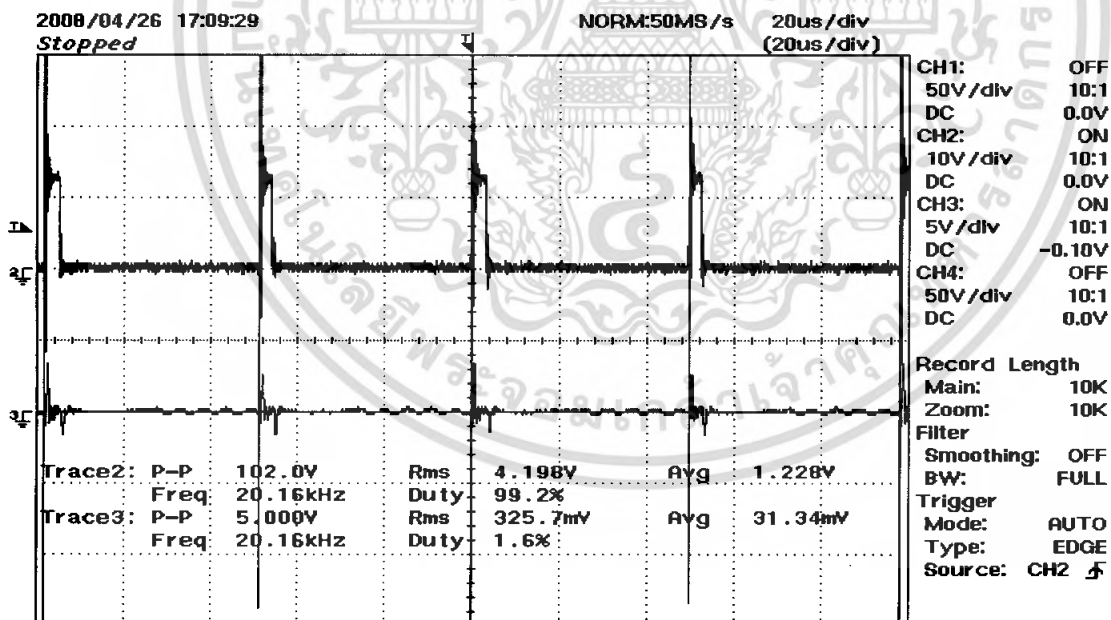 2008/04/26 17:09:29 NORM:50MS/s 20us/div
Stopped (20us/div)
CH1: OFF
50V/div 10:1
DC 0.0V
CH2: ON
10V/div 10:1
DC 0.0V
CH3: ON
5V/div 10:1
DC -0.10V
CH4: OFF
50V/div 10:1
DC 0.0V
Record Length
Main: 10K
Zoom: 10K
Filter
Smoothing: OFF
BW: FULL
Trigger
Mode: AUTO
Type: EDGE
Source: CH2
Trace2: P-P 102.0V Rms 4.198V Avg 1.228V
Freq 20.16kHz Duty 99.2%
Trace3: P-P 5.000V Rms 325.7mV Avg 31.34mV
Freq 20.16kHz Duty 1.6%